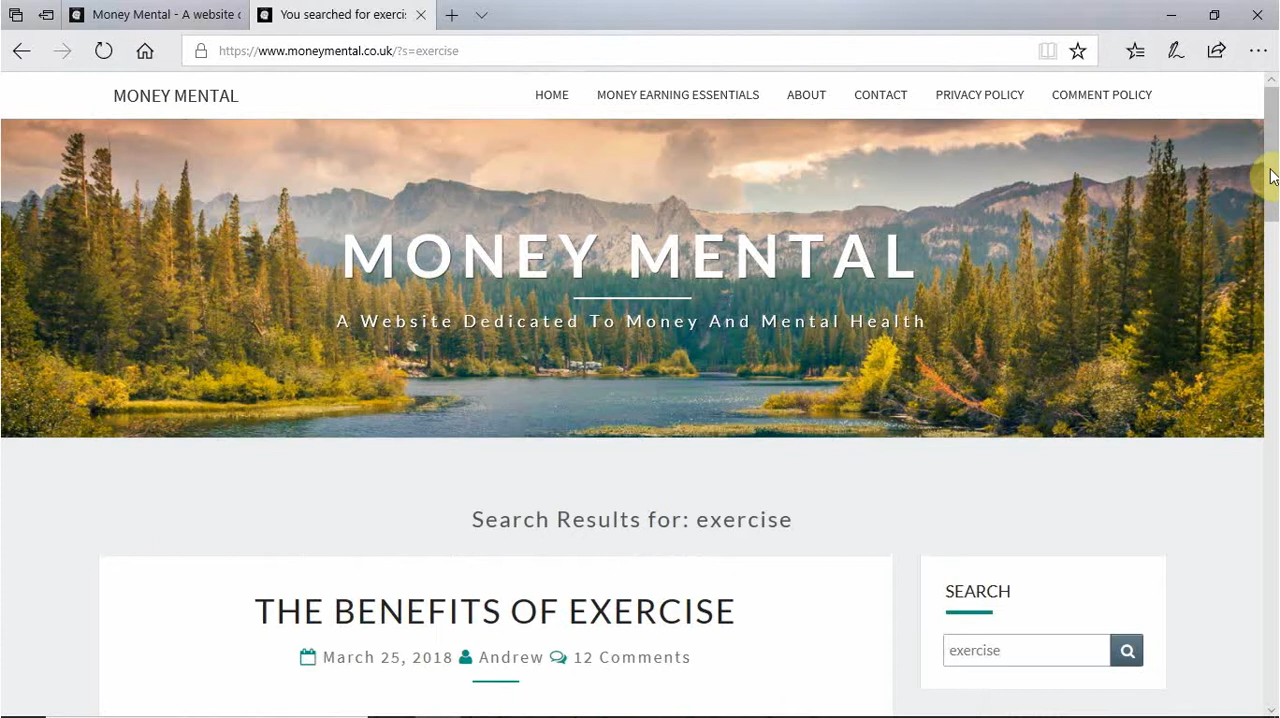 Money Mental - A website c
You searched for exerci:
https://www.moneymental.co.uk/?s=exercise
MONEY MENTAL
HOME
MONEY EARNING ESSENTIALS
ABOUT
CONTACT
PRIVACY POLICY
COMMENT POLICY
MONEY MENTAL
A Website Dedicated To Money And Mental Health
Search Results for: exercise
THE BENEFITS OF EXERCISE
March 25, 2018 Andrew 12 Comments
SEARCH
exercise